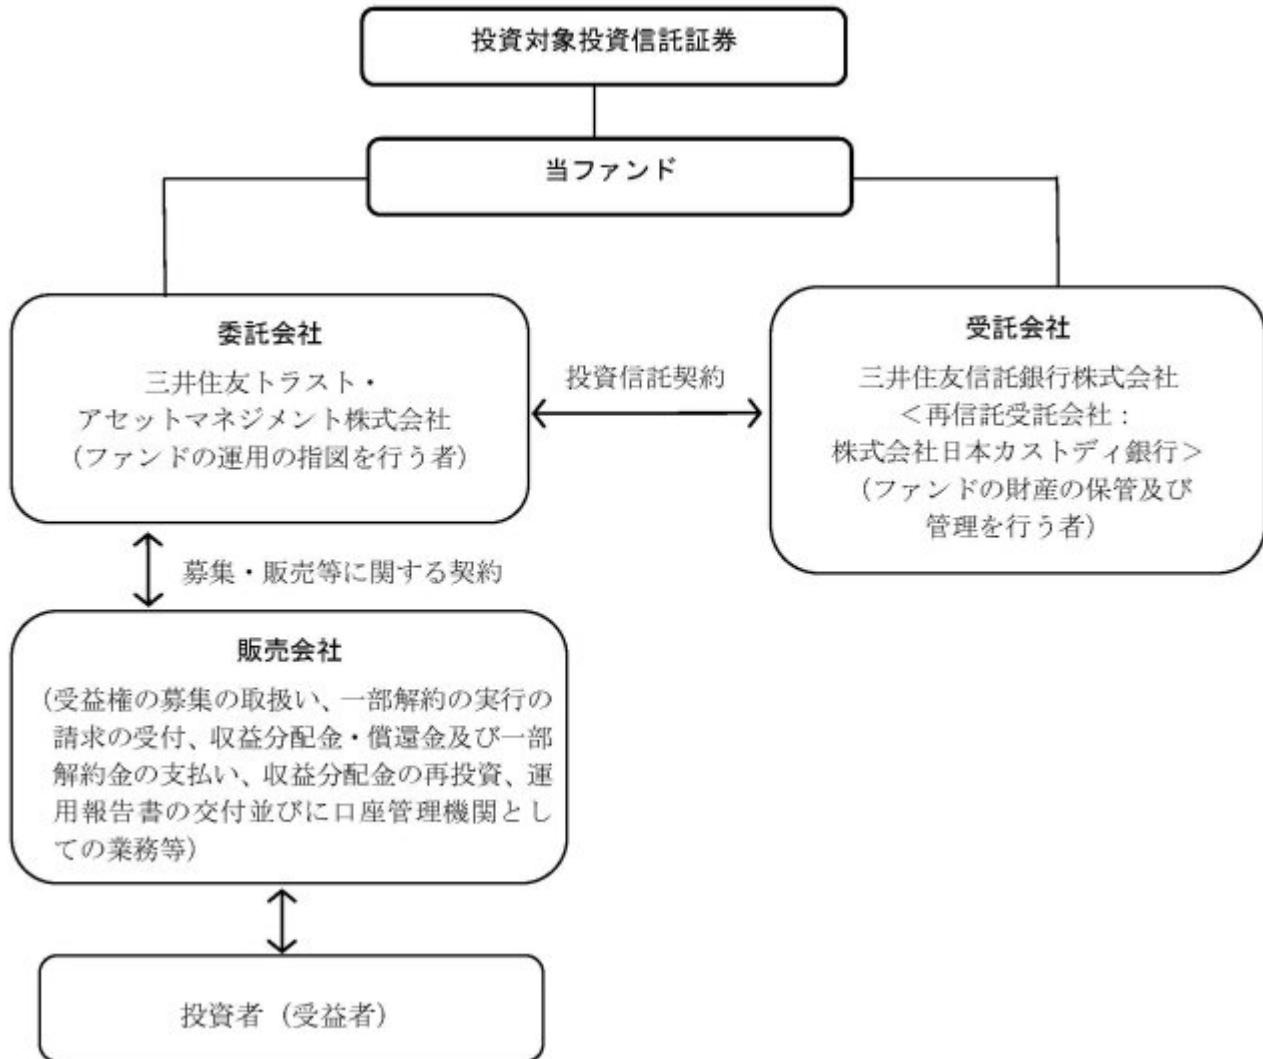 投資対象投資信託証券
当ファンド
委託会社
三井住友トラスト・
アセットマネジメント株式会社
（ファンドの運用の指図を行う者）
投資信託契約
受託会社
三井住友信託銀行株式会社
＜再信託受託会社：
株式会社日本カストディ銀行＞
（ファンドの財産の保管及び
管理を行う者）
募集・販売等に関する契約
販売会社
（受益権の募集の取扱い、一部解約の実行の
請求の受付、収益分配金・償還金及び一部
解約金の支払い、収益分配金の再投資、運
用報告書の交付並びに口座管理機関とし
ての業務等）
投資者（受益者）